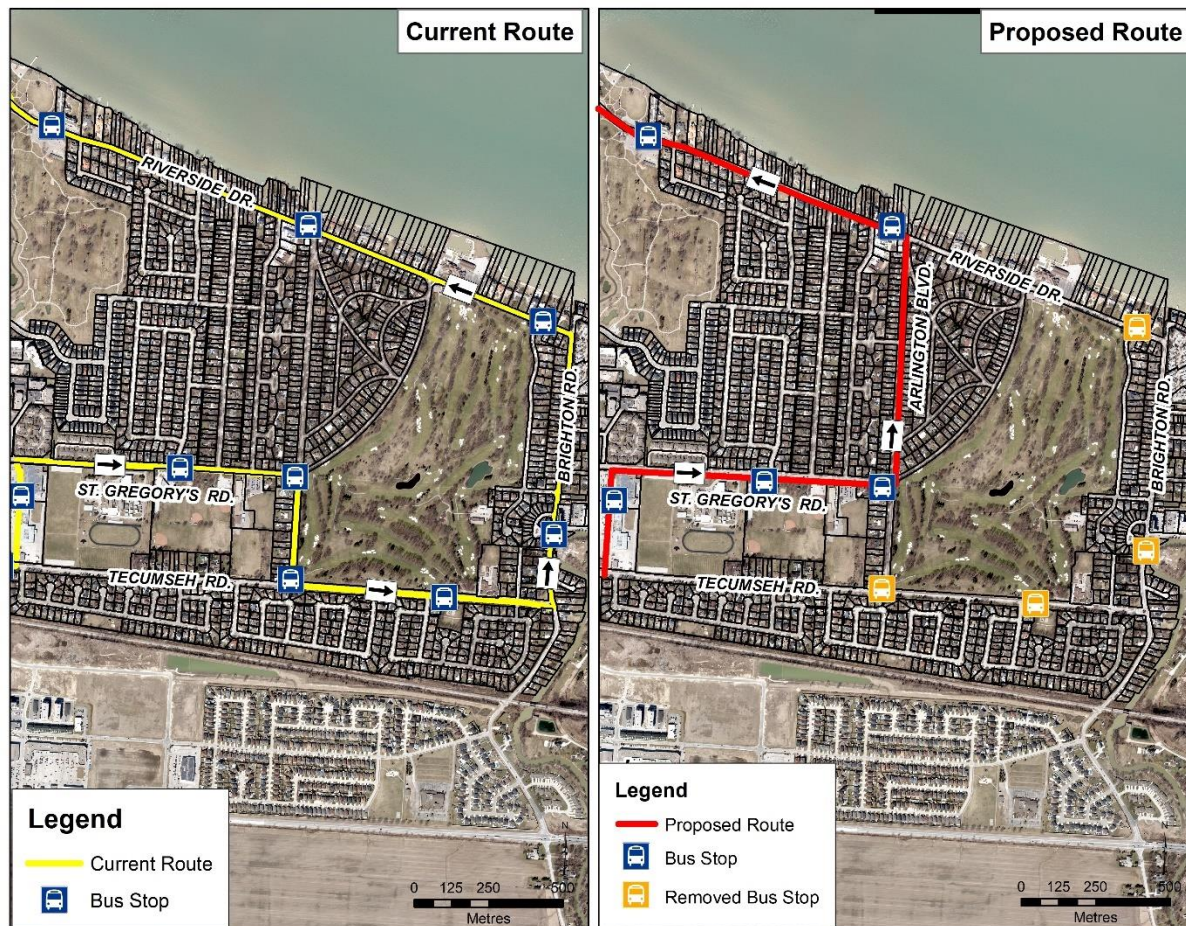 Current Route
RIVERSIDE DR.
BRIGHTON RD.
ST. GREGORY'S RD.
TECUMSEH RD.
Legend
Current Route
Bus Stop
N
0 125 250 500
Metres
Proposed Route
RIVERSIDE DR.
ARLINGTON BLVD.
BRIGHTON RD.
ST. GREGORY'S RD.
TECUMSEH RD.
Legend
Proposed Route
Bus Stop
Removed Bus Stop
N
0 125 250 500
Metres